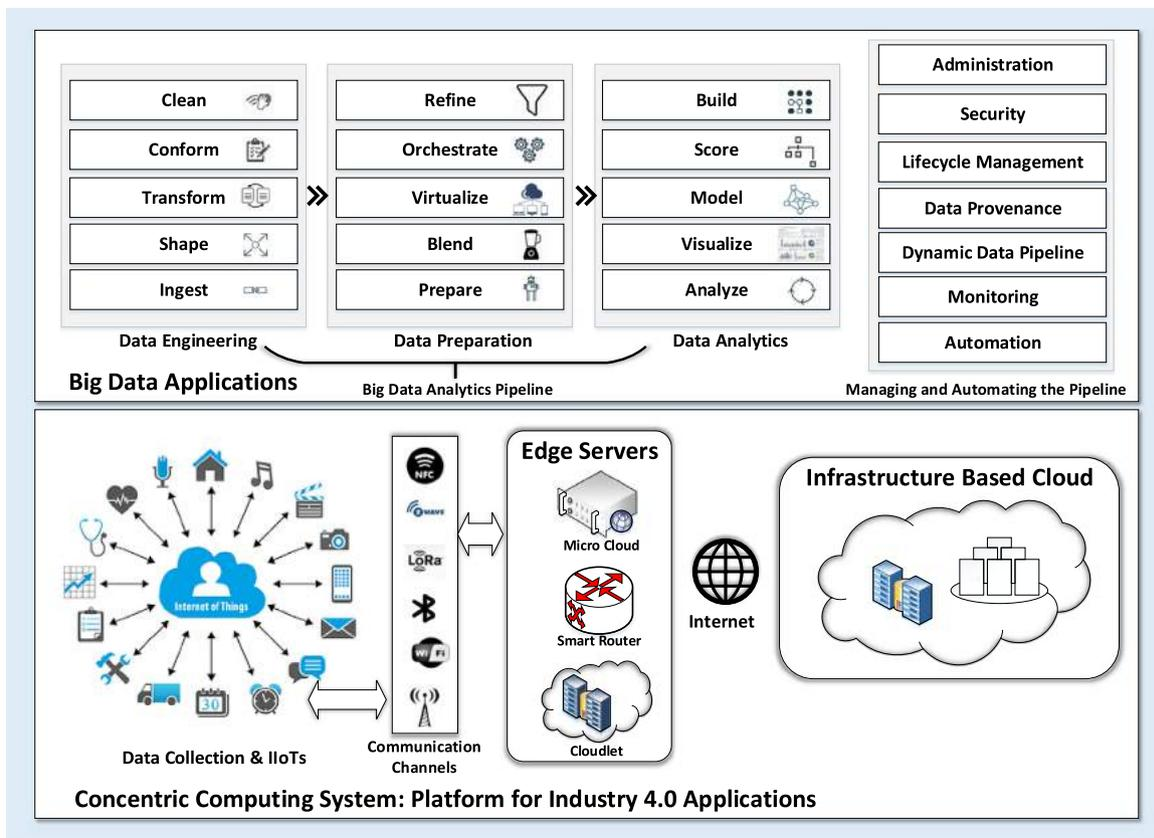 Clean
Conform
Transform
Shape
Ingest
Data Engineering
Refine
Orchestrate
Virtualize
Blend
Prepare
Data Preparation
Build
Score
Model
Visualize
Analyze
Data Analytics
Big Data Analytics Pipeline
Big Data Applications
Administration
Security
Lifecycle Management
Data Provenance
Dynamic Data Pipeline
Monitoring
Automation
Managing and Automating the Pipeline
Internet of Things
30
Data Collection & IIoTs
NFC
WAVE
LoRa
Wi Fi
Communication
Channels
Edge Servers
Micro Cloud
Smart Router
Cloudlet
Internet
Infrastructure Based Cloud
Concentric Computing System: Platform for Industry 4.0 Applications